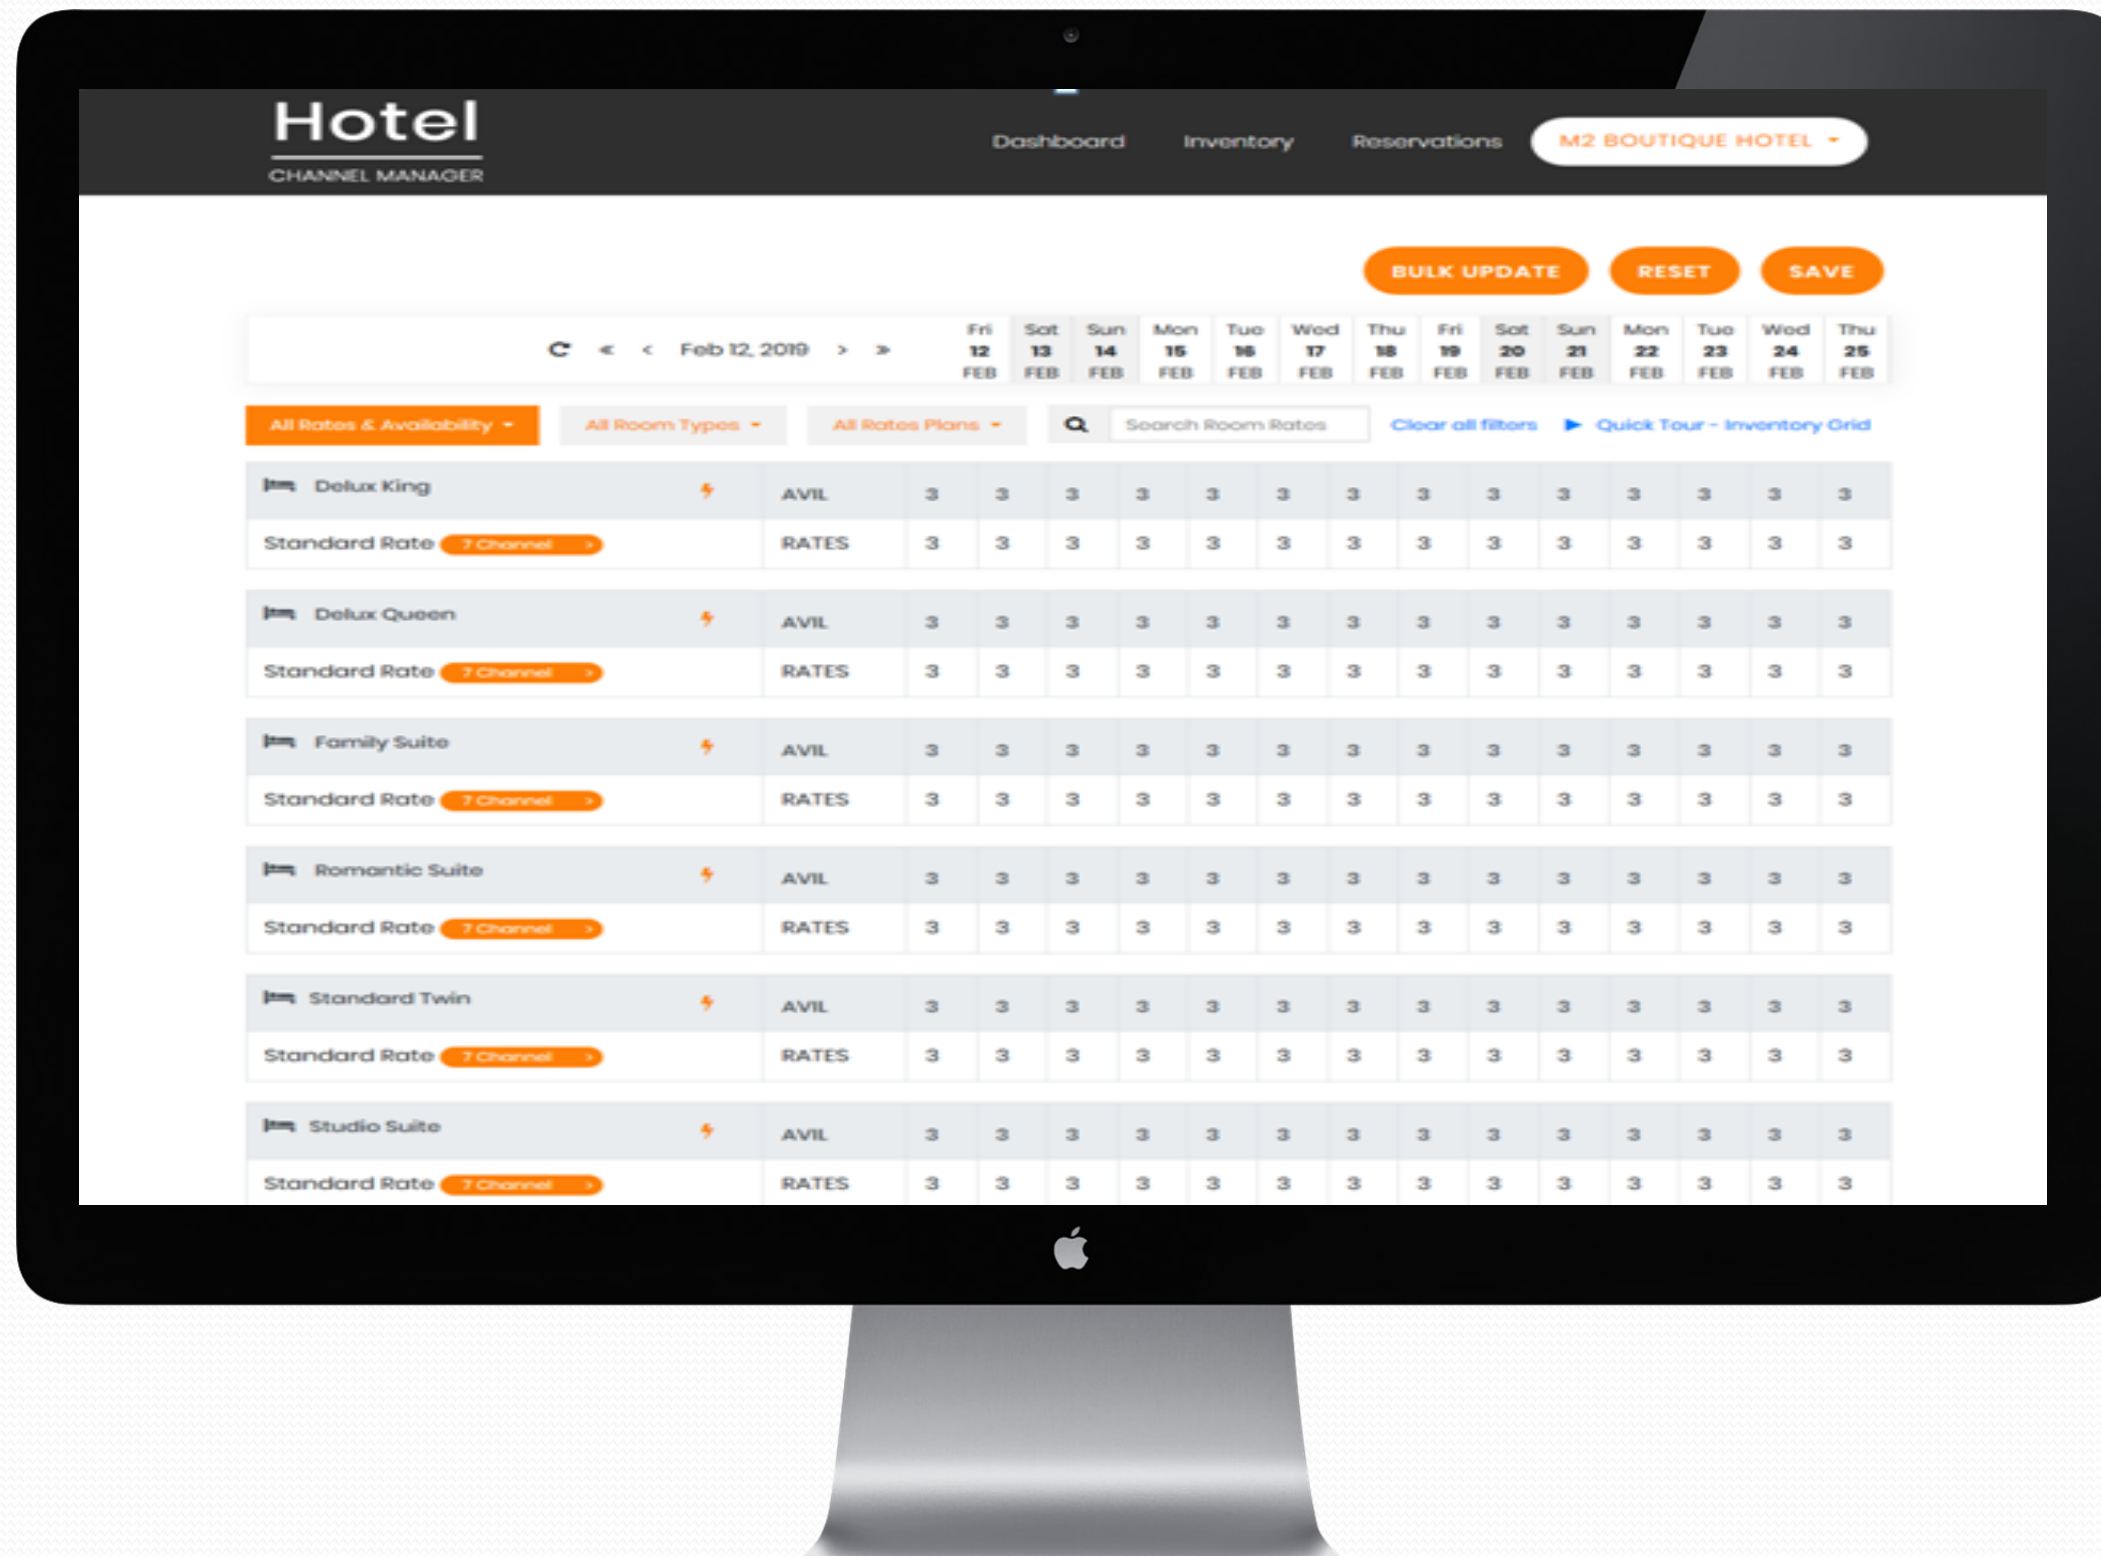 Hotel
CHANNEL MANAGER
Dashboard Inventory Reservations M2 BOUTIQUE HOTEL
BULK UPDATE RESET SAVE
Fri Sat Sun Mon Tue Wed Thu Fri Sat Sun Mon Tue Wed Thu
« < Feb 12, 2019 > » 12 13 14 15 16 17 18 19 20 21 22 23 24 25
FEB FEB FEB FEB FEB FEB FEB FEB FEB FEB FEB FEB FEB FEB
All Rates & Availability All Room Types All Rates Plans Search Room Rates Clear all filters Quick Tour - Inventory Grid
Delux King AVIL 3 3 3 3 3 3 3 3 3 3 3 3 3 3
Standard Rate 7 Channel > RATES 3 3 3 3 3 3 3 3 3 3 3 3 3 3
Delux Queen AVIL 3 3 3 3 3 3 3 3 3 3 3 3 3 3
Standard Rate 7 Channel > RATES 3 3 3 3 3 3 3 3 3 3 3 3 3 3
Family Suite AVIL 3 3 3 3 3 3 3 3 3 3 3 3 3 3
Standard Rate 7 Channel > RATES 3 3 3 3 3 3 3 3 3 3 3 3 3 3
Romantic Suite AVIL 3 3 3 3 3 3 3 3 3 3 3 3 3 3
Standard Rate 7 Channel > RATES 3 3 3 3 3 3 3 3 3 3 3 3 3 3
Standard Twin AVIL 3 3 3 3 3 3 3 3 3 3 3 3 3 3
Standard Rate 7 Channel > RATES 3 3 3 3 3 3 3 3 3 3 3 3 3 3
Studio Suite AVIL 3 3 3 3 3 3 3 3 3 3 3 3 3 3
Standard Rate 7 Channel > RATES 3 3 3 3 3 3 3 3 3 3 3 3 3 3